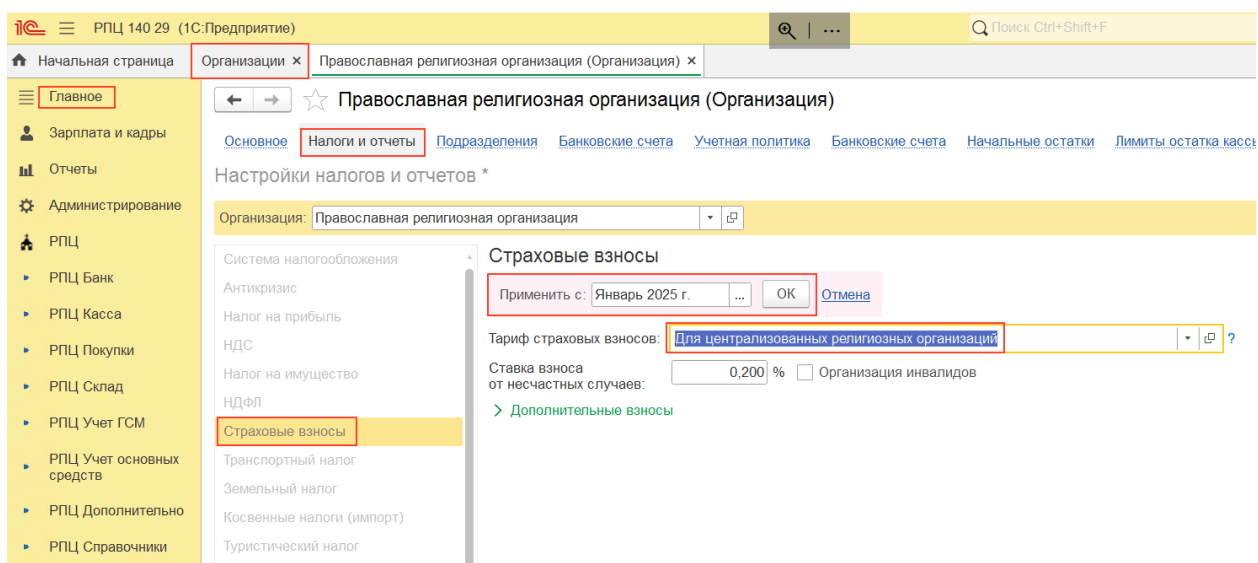 1С РПЦ 140 29 (1С:Предприятие) ... Поиск Ctrl+Shift+F
Начальная страница Организации × Православная религиозная организация (Организация) ×
Главное
Зарплата и кадры
Отчеты
Администрирование
РПЦ
РПЦ Банк
РПЦ Касса
РПЦ Покупки
РПЦ Склад
РПЦ Учет ГСМ
РПЦ Учет основных
средств
РПЦ Дополнительно
РПЦ Справочники
Православная религиозная организация (Организация)
Основное Налоги и отчеты Подразделения Банковские счета Учетная политика Банковские счета Начальные остатки Лимиты остатка кассы
Настройки налогов и отчетов *
Организация: Православная религиозная организация
Система налогообложения
Антикризис
Налог на прибыль
НДС
Налог на имущество
НДФЛ
Страховые взносы
Транспортный налог
Земельный налог
Косвенные налоги (импорт)
Туристический налог
Страховые взносы
Применить с: Январь 2025 г. ... ОК Отмена
Тариф страховых взносов: Для централизованных религиозных организаций ?
Ставка взноса
от несчастных случаев: 0,200 % Организация инвалидов
Дополнительные взносы